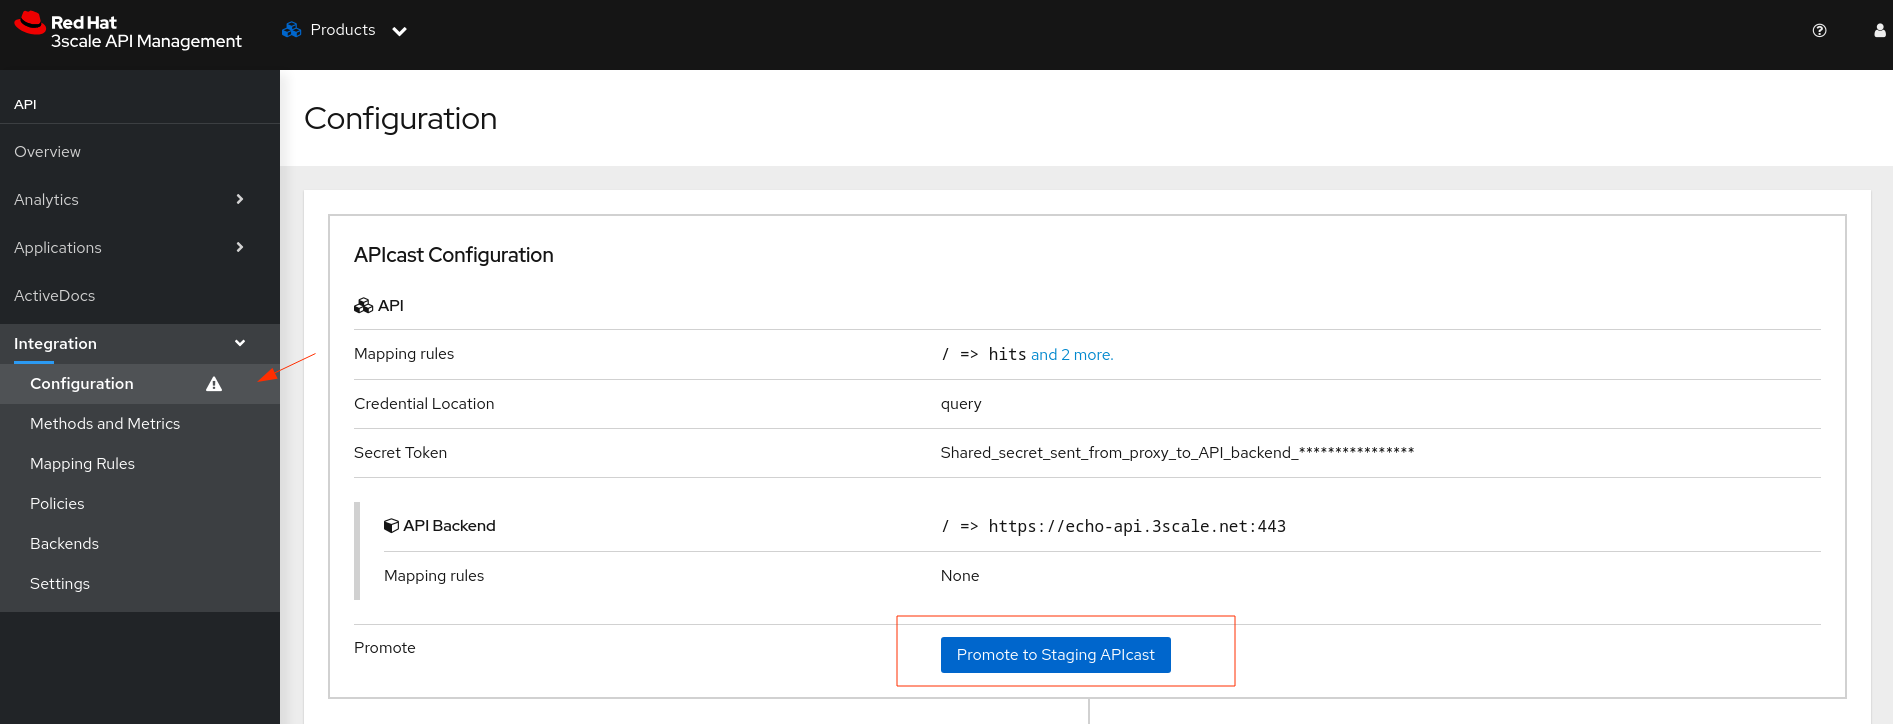 Red Hat
3scale API Management
Products
API
Overview
Analytics
Applications
ActiveDocs
Integration
Configuration
Methods and Metrics
Mapping Rules
Policies
Backends
Settings
Configuration
APIcast Configuration
API
Mapping rules / => hits and 2 more.
Credential Location query
Secret Token Shared_secret_sent_from_proxy_to_API_backend_****************
API Backend / => https://echo-api.3scale.net:443
Mapping rules None
Promote Promote to Staging APIcast